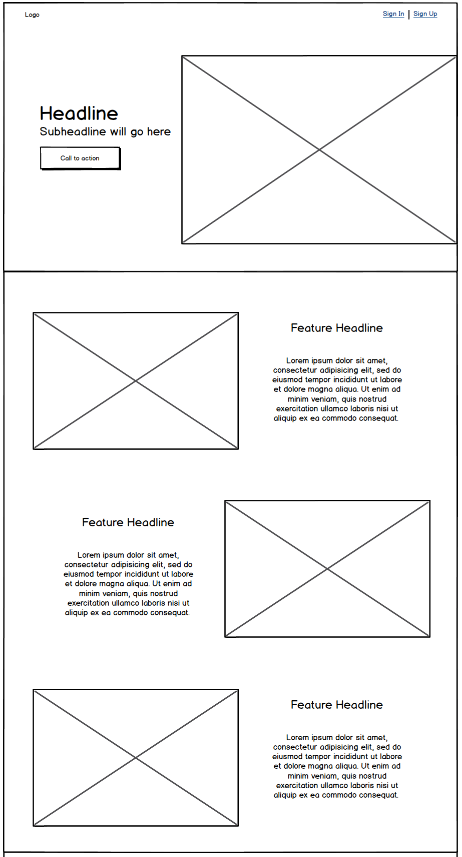 Logo
Sign In | Sign Up
Headline
Subheadline will go here
Call to action
Feature Headline
Lorem ipsum dolor sit amet,
consectetur adipisicing elit, sed do
eiusmod tempor incididunt ut labore
et dolore magna aliqua. Ut enim ad
minim veniam, quis nostrud
exercitation ullamco laboris nisi ut
aliquip ex ea commodo consequat.
Feature Headline
Lorem ipsum dolor sit amet,
consectetur adipisicing elit, sed do
eiusmod tempor incididunt ut labore
et dolore magna aliqua. Ut enim ad
minim veniam, quis nostrud
exercitation ullamco laboris nisi ut
aliquip ex ea commodo consequat.
Feature Headline
Lorem ipsum dolor sit amet,
consectetur adipisicing elit, sed do
eiusmod tempor incididunt ut labore
et dolore magna aliqua. Ut enim ad
minim veniam, quis nostrud
exercitation ullamco laboris nisi ut
aliquip ex ea commodo consequat.